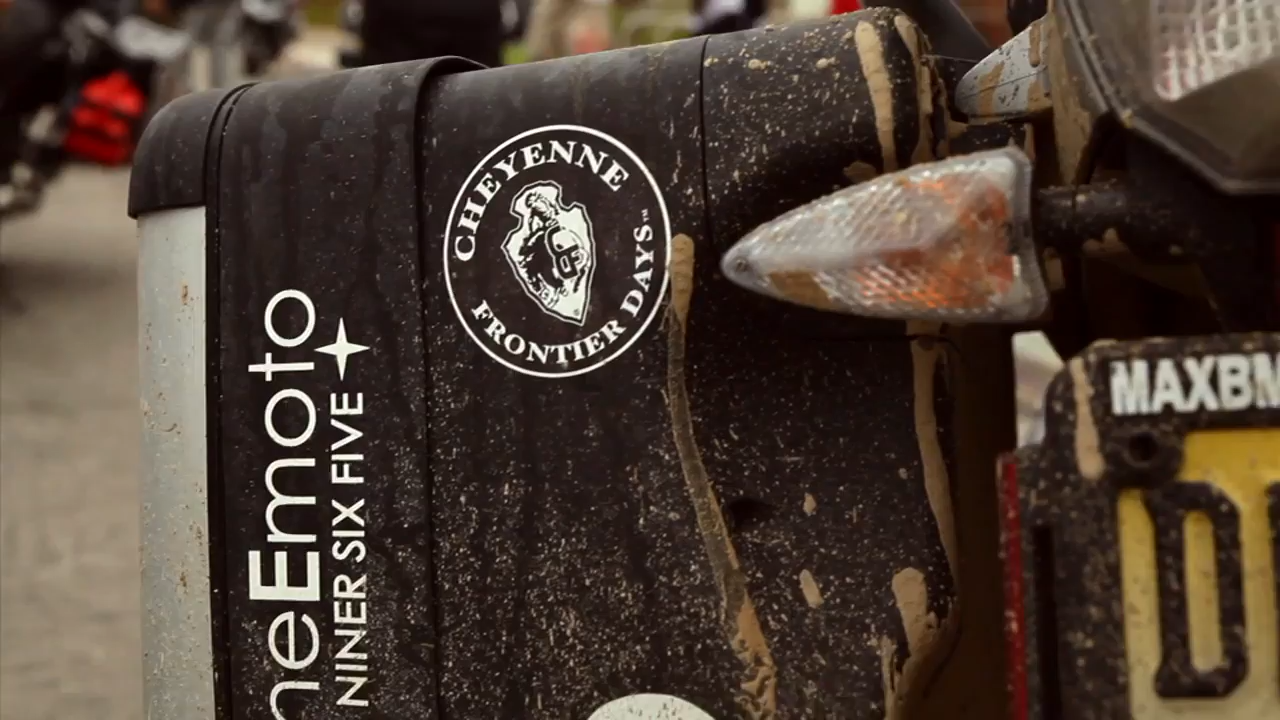 CHEYENNE
FRONTIER DAYS™
neEmoto
NINER SIX FIVE
MAXBM
D